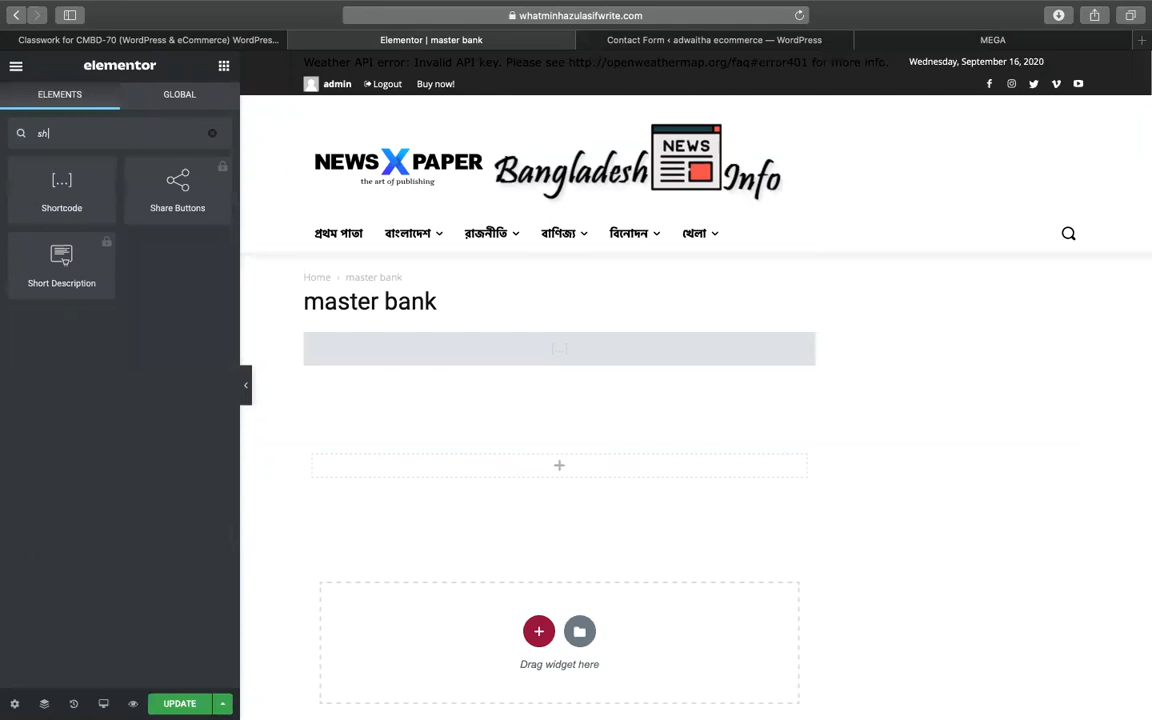 whatminhazulasifwrite.com
Classwork for CMBD-70 (WordPress & eCommerce) WordPres...
Elementor | master bank
Contact Form ‹ adwaitha ecommerce — WordPress
MEGA
elementor
ELEMENTS
GLOBAL
sh
[...]
Shortcode
Share Buttons
Short Description
UPDATE
Weather API error: Invalid API key. Please see http://openweathermap.org/faq#error401 for more info.
Wednesday, September 16, 2020
admin
Logout
Buy now!
NEWS X PAPER
the art of publishing
Bangladesh NEWS Info
প্রথম পাতা
বাংলাদেশ
রাজনীতি
বাণিজ্য
বিনোদন
খেলা
Home › master bank
master bank
[...]
Drag widget here